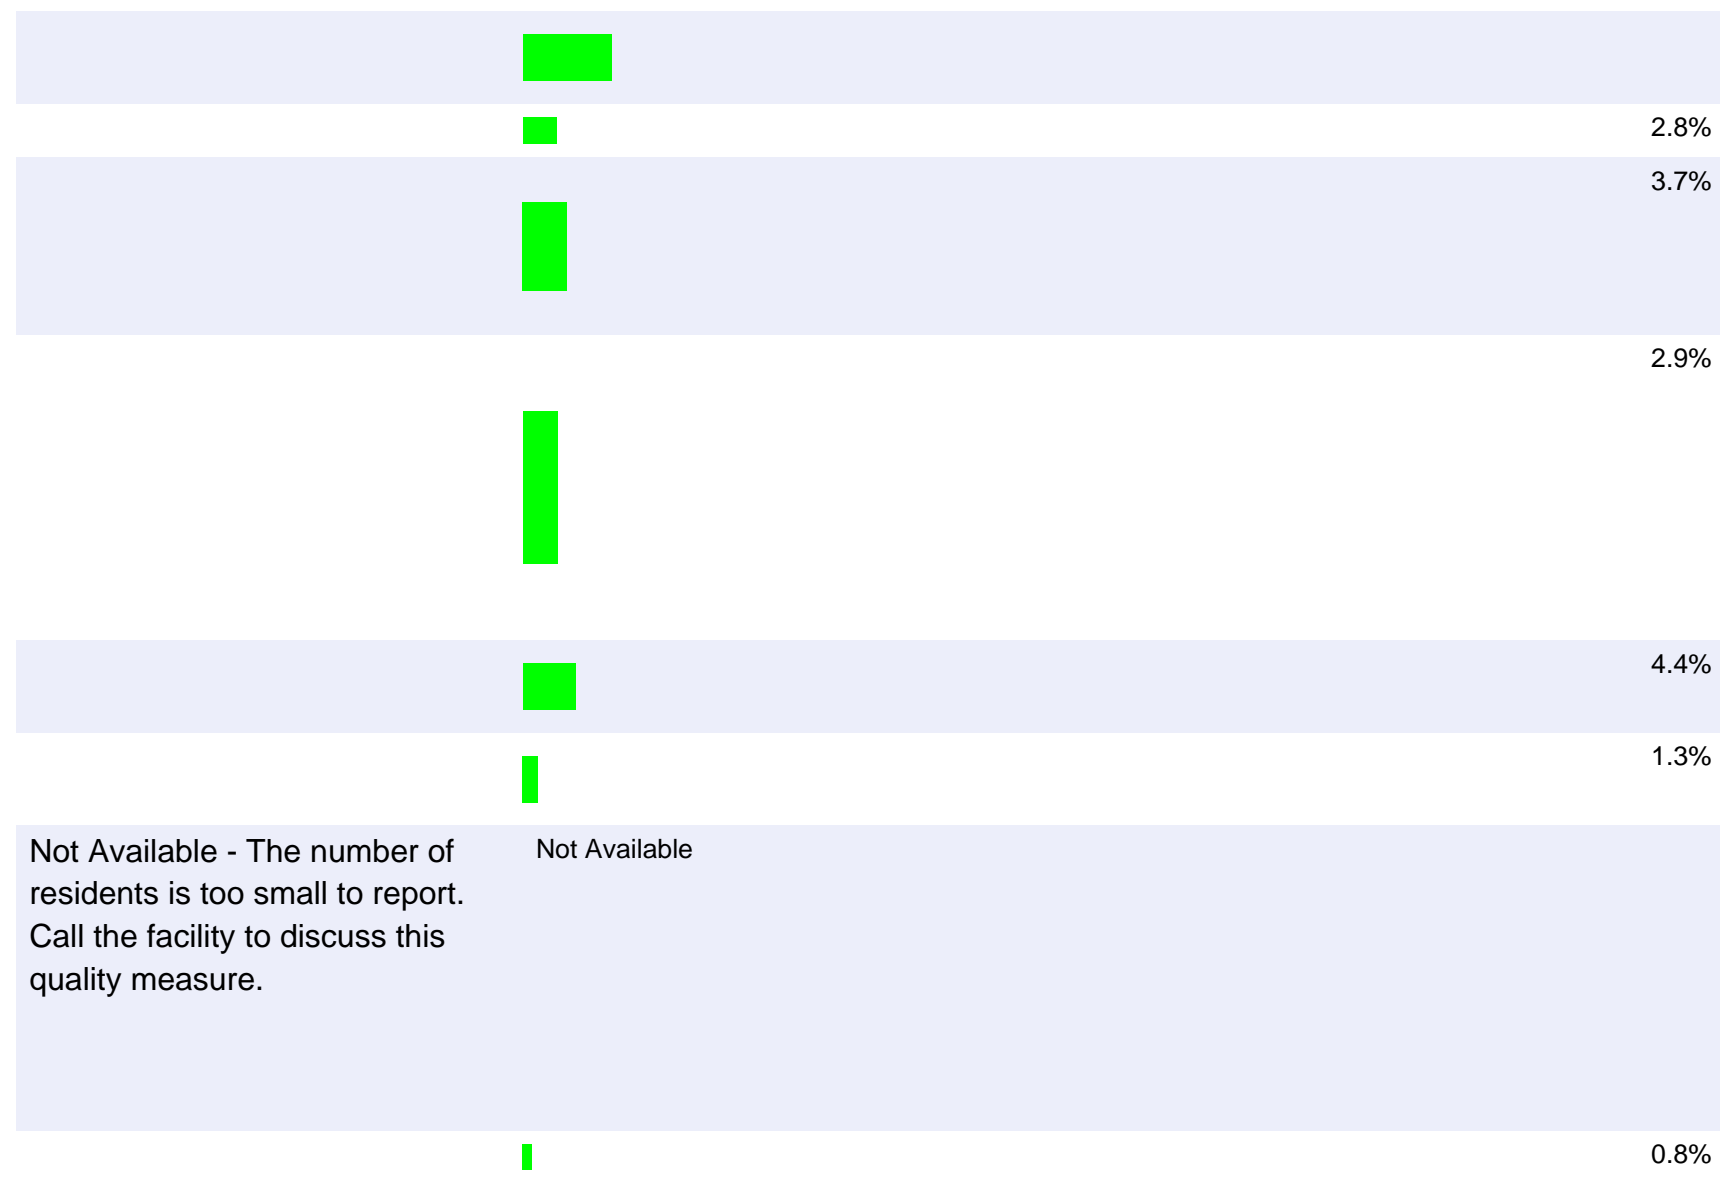 2.8%
3.7%
2.9%
4.4%
1.3%
Not Available - The number of
residents is too small to report.
Call the facility to discuss this
quality measure.
Not Available
0.8%